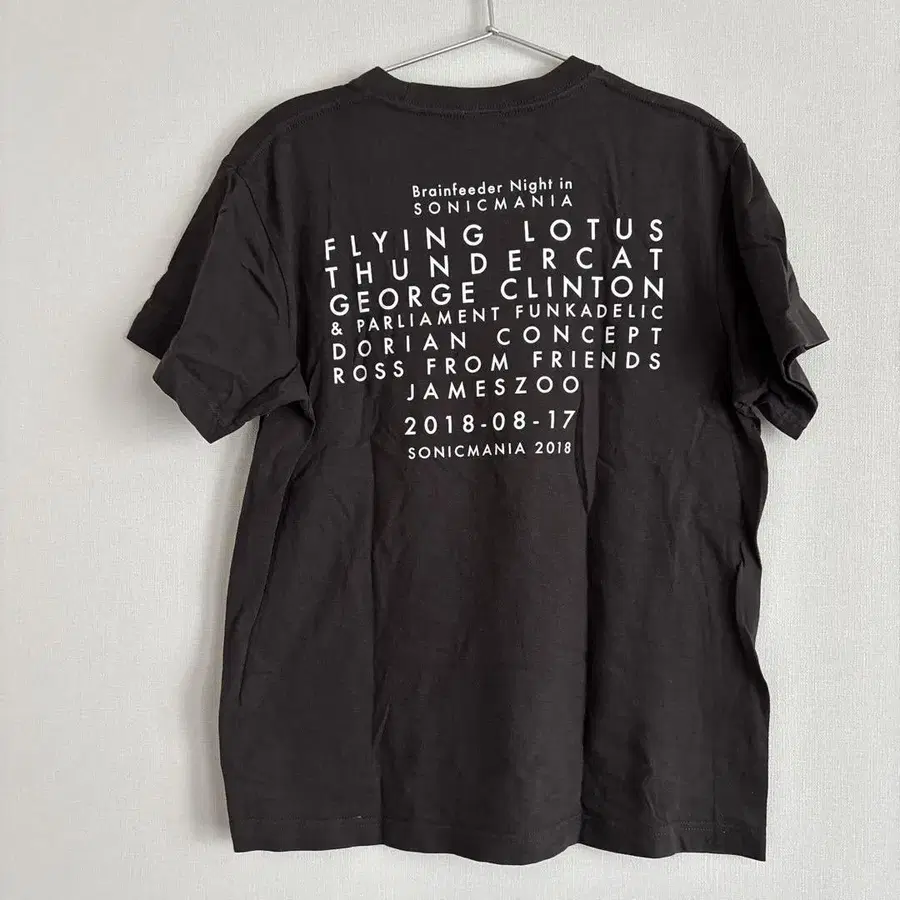 Brainfeeder Night in
SONICMANIA
FLYING LOTUS
THUNDERCAT
GEORGE CLINTON
& PARLIAMENT FUNKADELIC
DORIAN CONCEPT
ROSS FROM FRIENDS
JAMESZOO
2018-08-17
SONICMANIA 2018